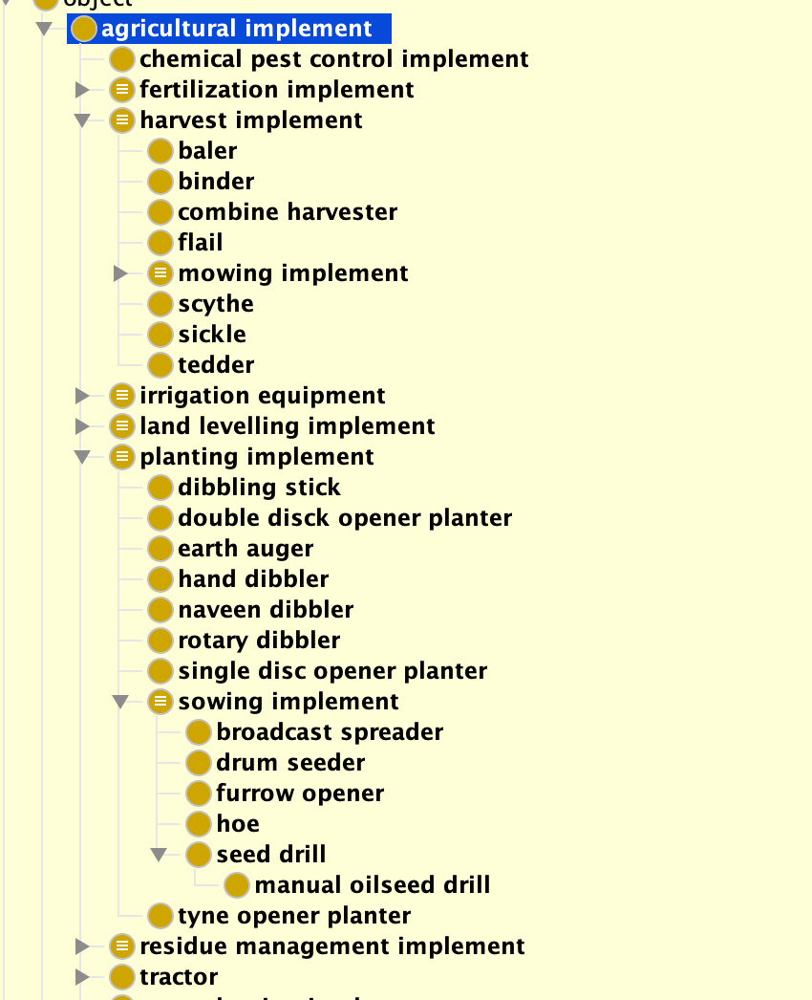 object
agricultural implement
chemical pest control implement
fertilization implement
harvest implement
baler
binder
combine harvester
flail
mowing implement
scythe
sickle
tedder
irrigation equipment
land levelling implement
planting implement
dibbling stick
double disck opener planter
earth auger
hand dibbler
naveen dibbler
rotary dibbler
single disc opener planter
sowing implement
broadcast spreader
drum seeder
furrow opener
hoe
seed drill
manual oilseed drill
tyne opener planter
residue management implement
tractor